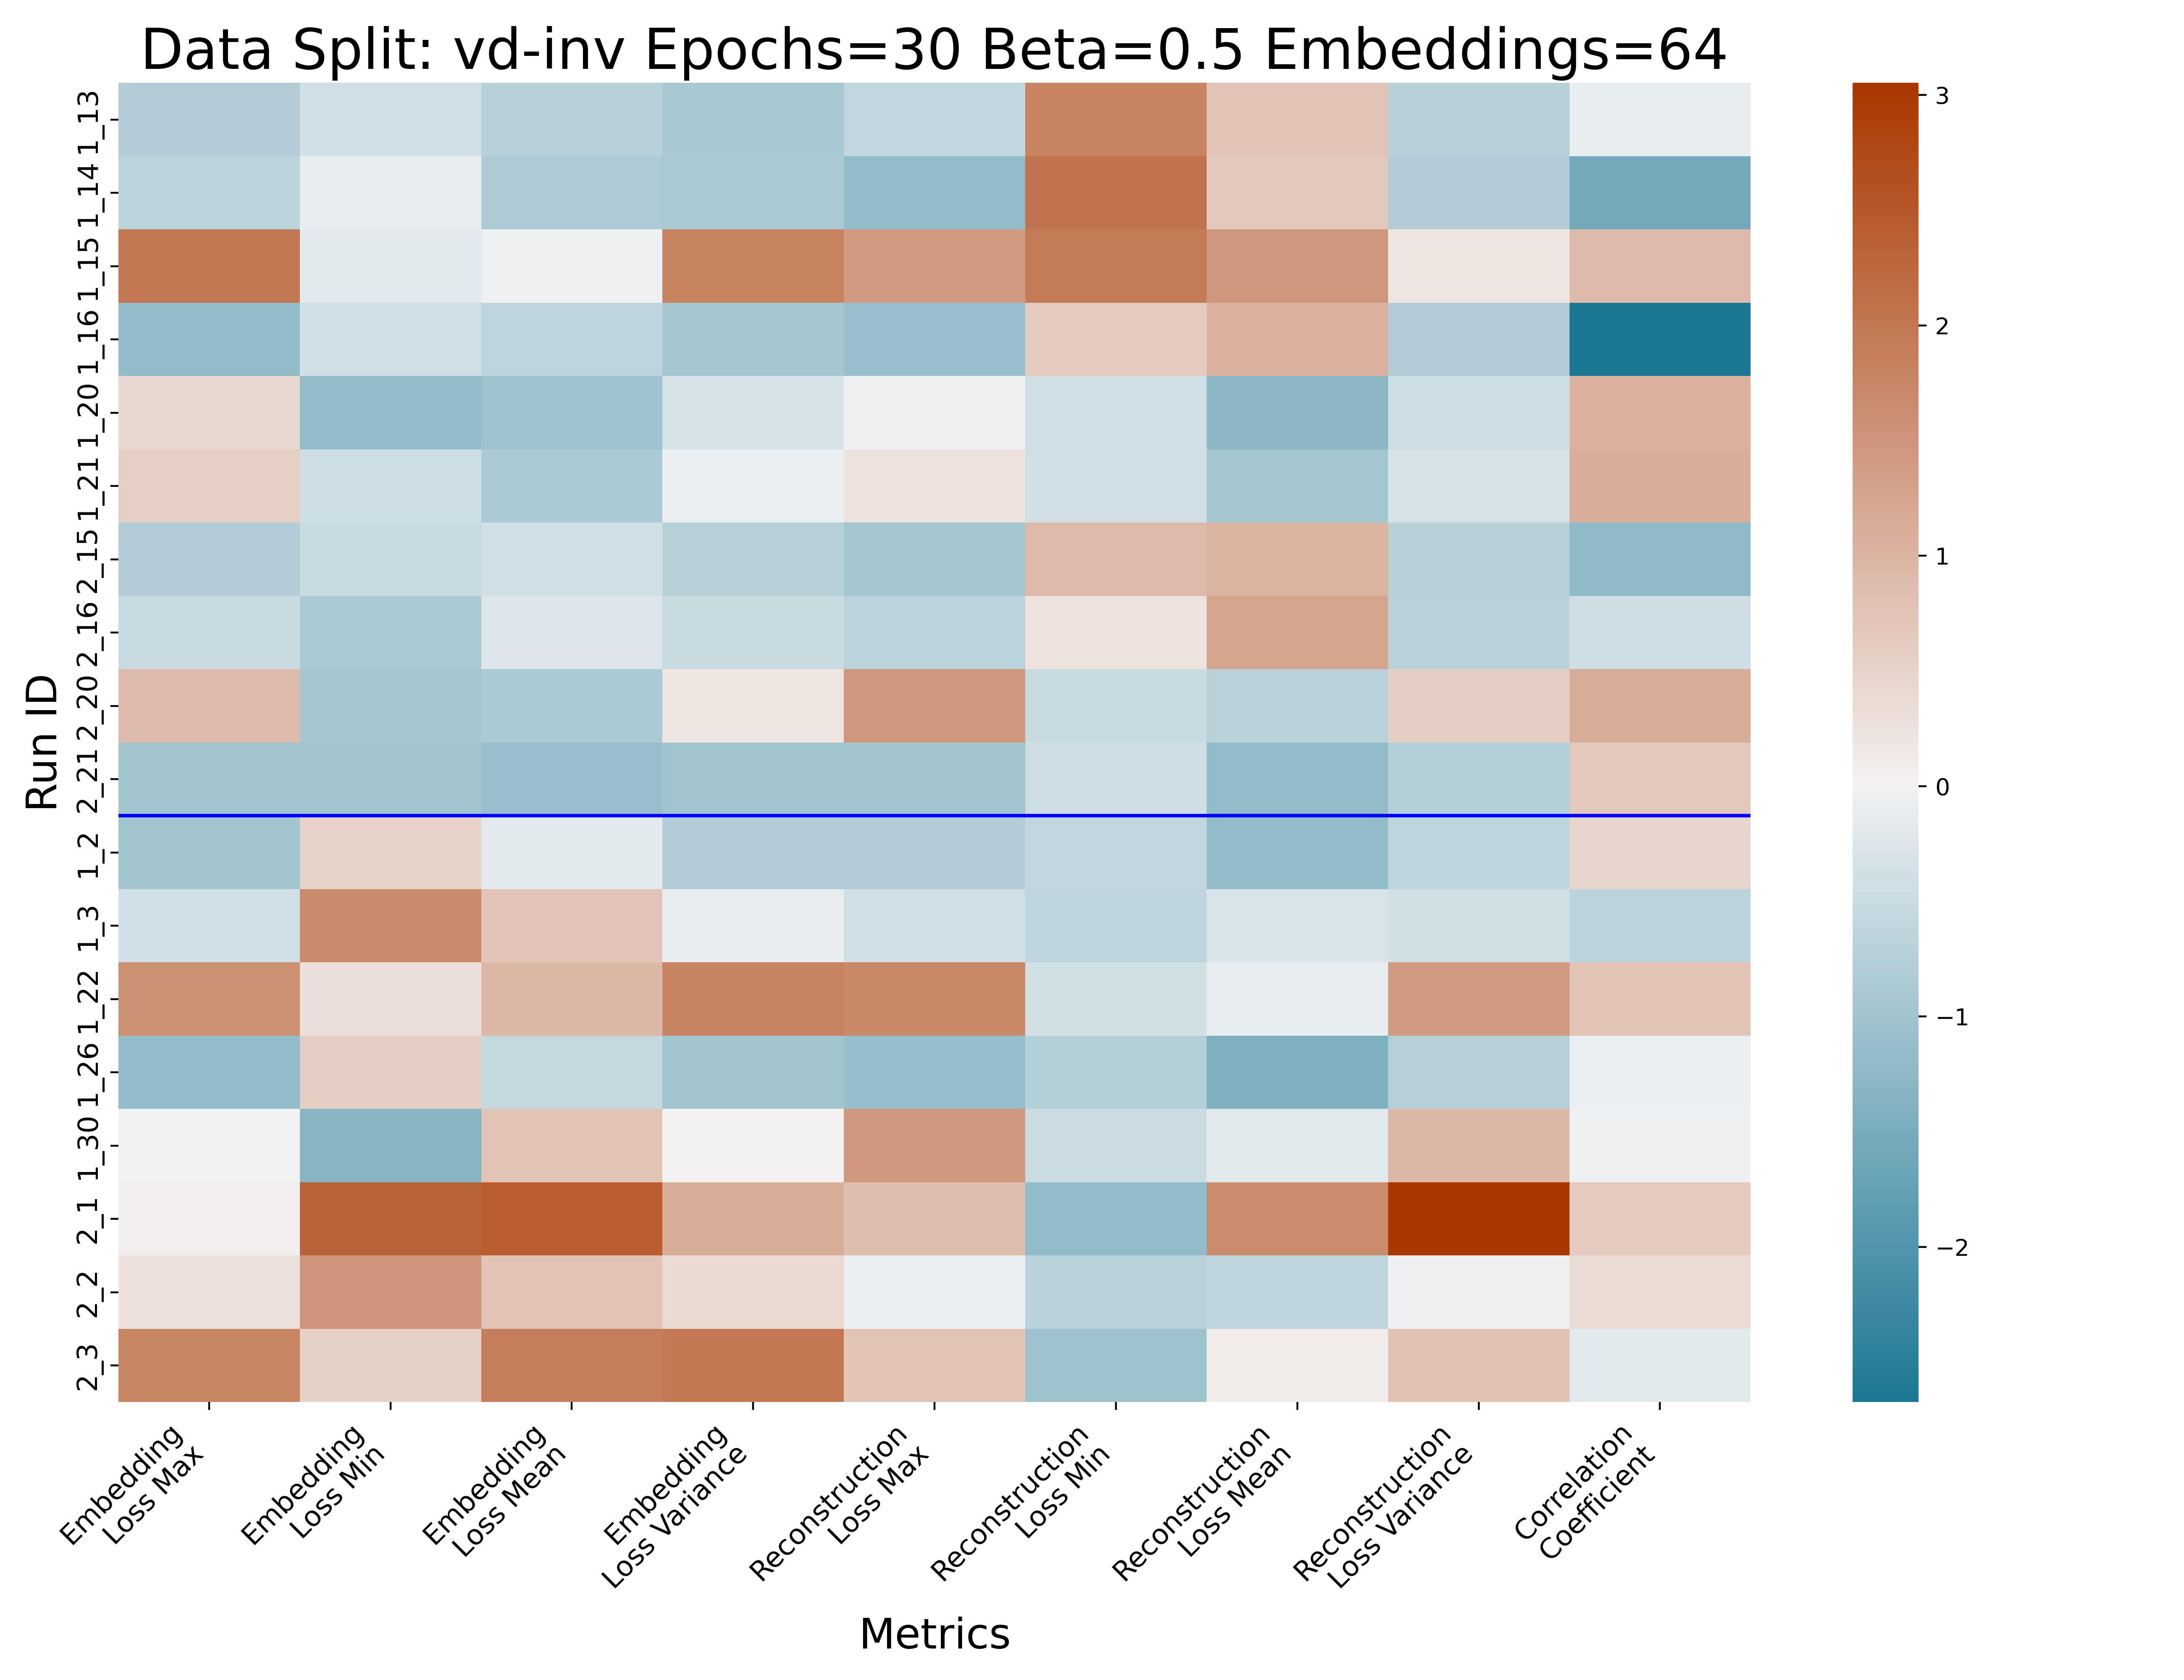 Data Split: vd-inv Epochs=30 Beta=0.5 Embeddings=64
Run ID
1_13
1_14
1_15
1_16
1_20
1_21
2_15
2_16
2_20
2_21
1_2
1_3
1_22
1_26
1_30
2_1
2_2
2_3
Embedding
Loss Max
Embedding
Loss Min
Embedding
Loss Mean
Embedding
Loss Variance
Reconstruction
Loss Max
Reconstruction
Loss Min
Reconstruction
Loss Mean
Reconstruction
Loss Variance
Correlation
Coefficient
Metrics
3
2
1
0
−1
−2